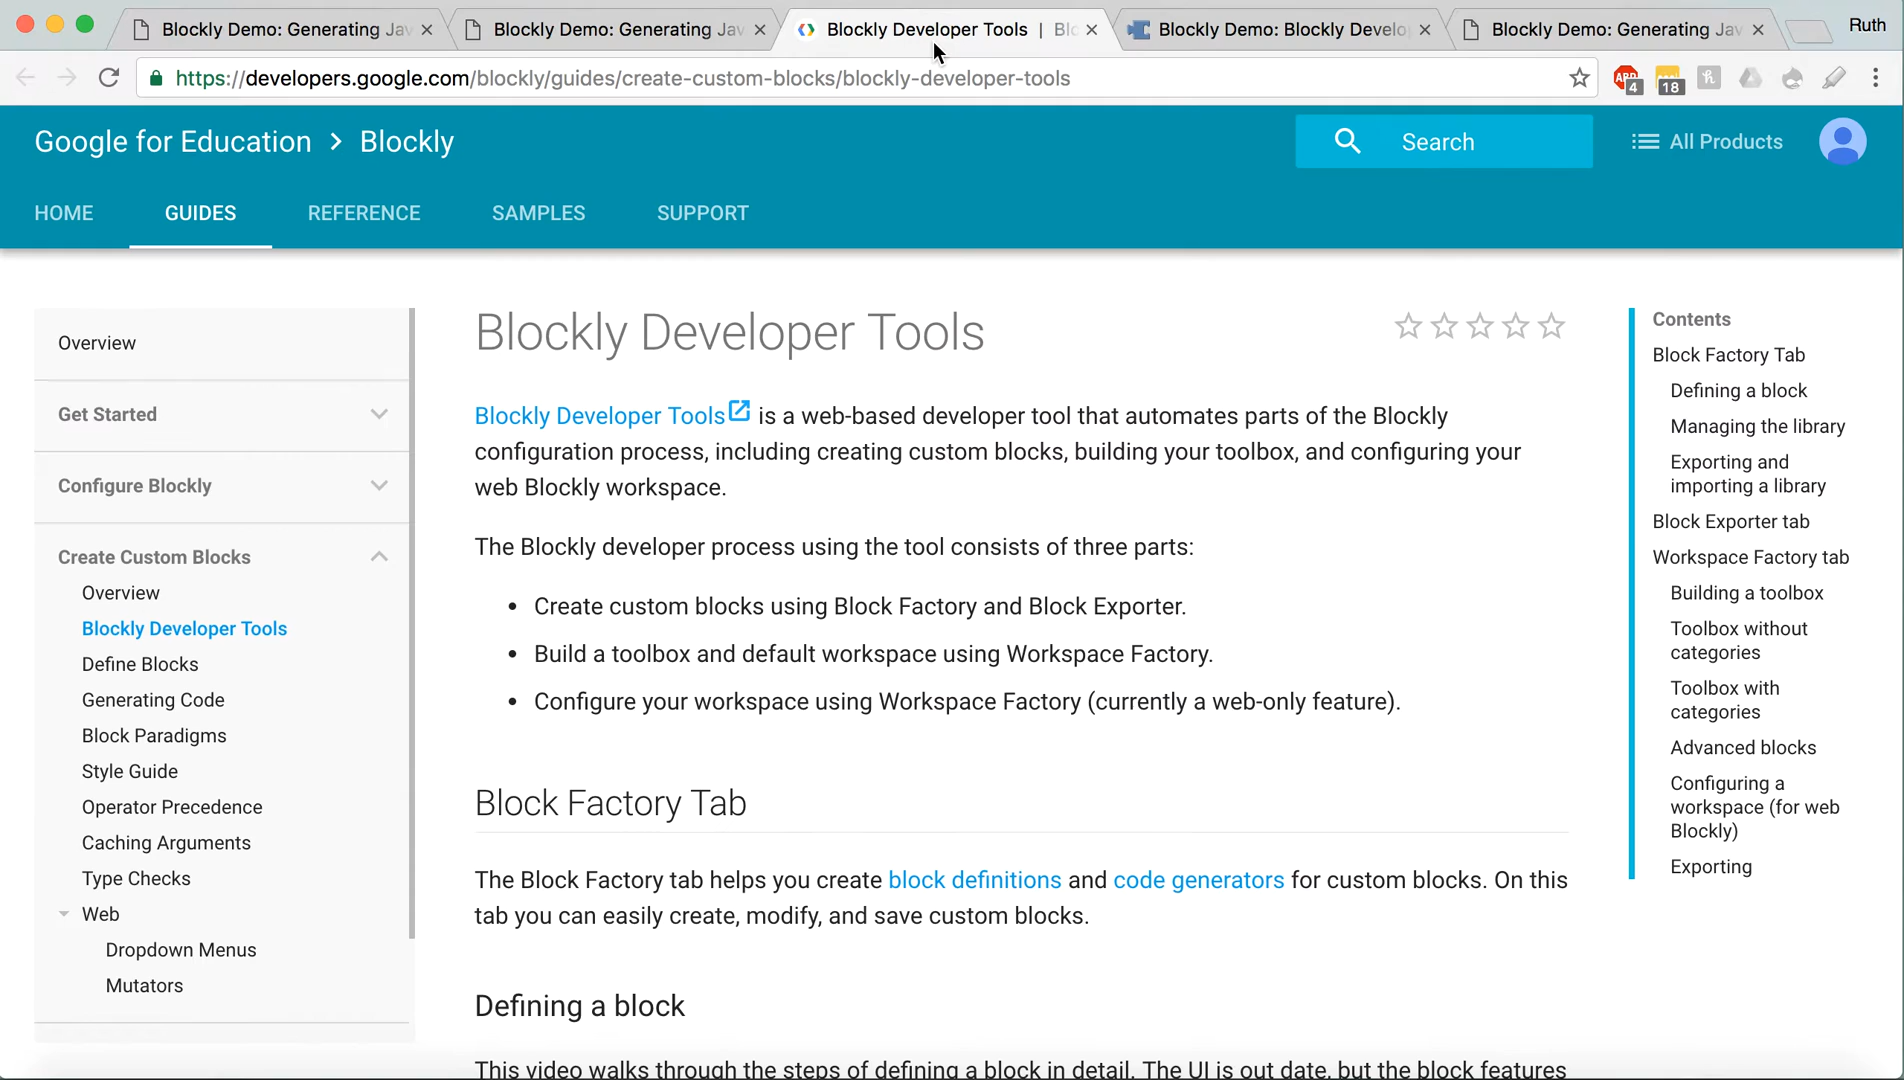 Blockly Demo: Generating Jav
Blockly Demo: Generating Jav
Blockly Developer Tools | Blo
Blockly Demo: Blockly Develo
Blockly Demo: Generating Jav
Ruth
https://developers.google.com/blockly/guides/create-custom-blocks/blockly-developer-tools
ABP
4
18
Google for Education > Blockly
Search
All Products
HOME
GUIDES
REFERENCE
SAMPLES
SUPPORT
Overview
Get Started
Configure Blockly
Create Custom Blocks
Overview
Blockly Developer Tools
Define Blocks
Generating Code
Block Paradigms
Style Guide
Operator Precedence
Caching Arguments
Type Checks
Web
Dropdown Menus
Mutators
Blockly Developer Tools
Blockly Developer Tools is a web-based developer tool that automates parts of the Blockly
configuration process, including creating custom blocks, building your toolbox, and configuring your
web Blockly workspace.
The Blockly developer process using the tool consists of three parts:
• Create custom blocks using Block Factory and Block Exporter.
• Build a toolbox and default workspace using Workspace Factory.
• Configure your workspace using Workspace Factory (currently a web-only feature).
Block Factory Tab
The Block Factory tab helps you create block definitions and code generators for custom blocks. On this
tab you can easily create, modify, and save custom blocks.
Defining a block
This video walks through the steps of defining a block in detail. The UI is out date, but the block features
Contents
Block Factory Tab
Defining a block
Managing the library
Exporting and
importing a library
Block Exporter tab
Workspace Factory tab
Building a toolbox
Toolbox without
categories
Toolbox with
categories
Advanced blocks
Configuring a
workspace (for web
Blockly)
Exporting